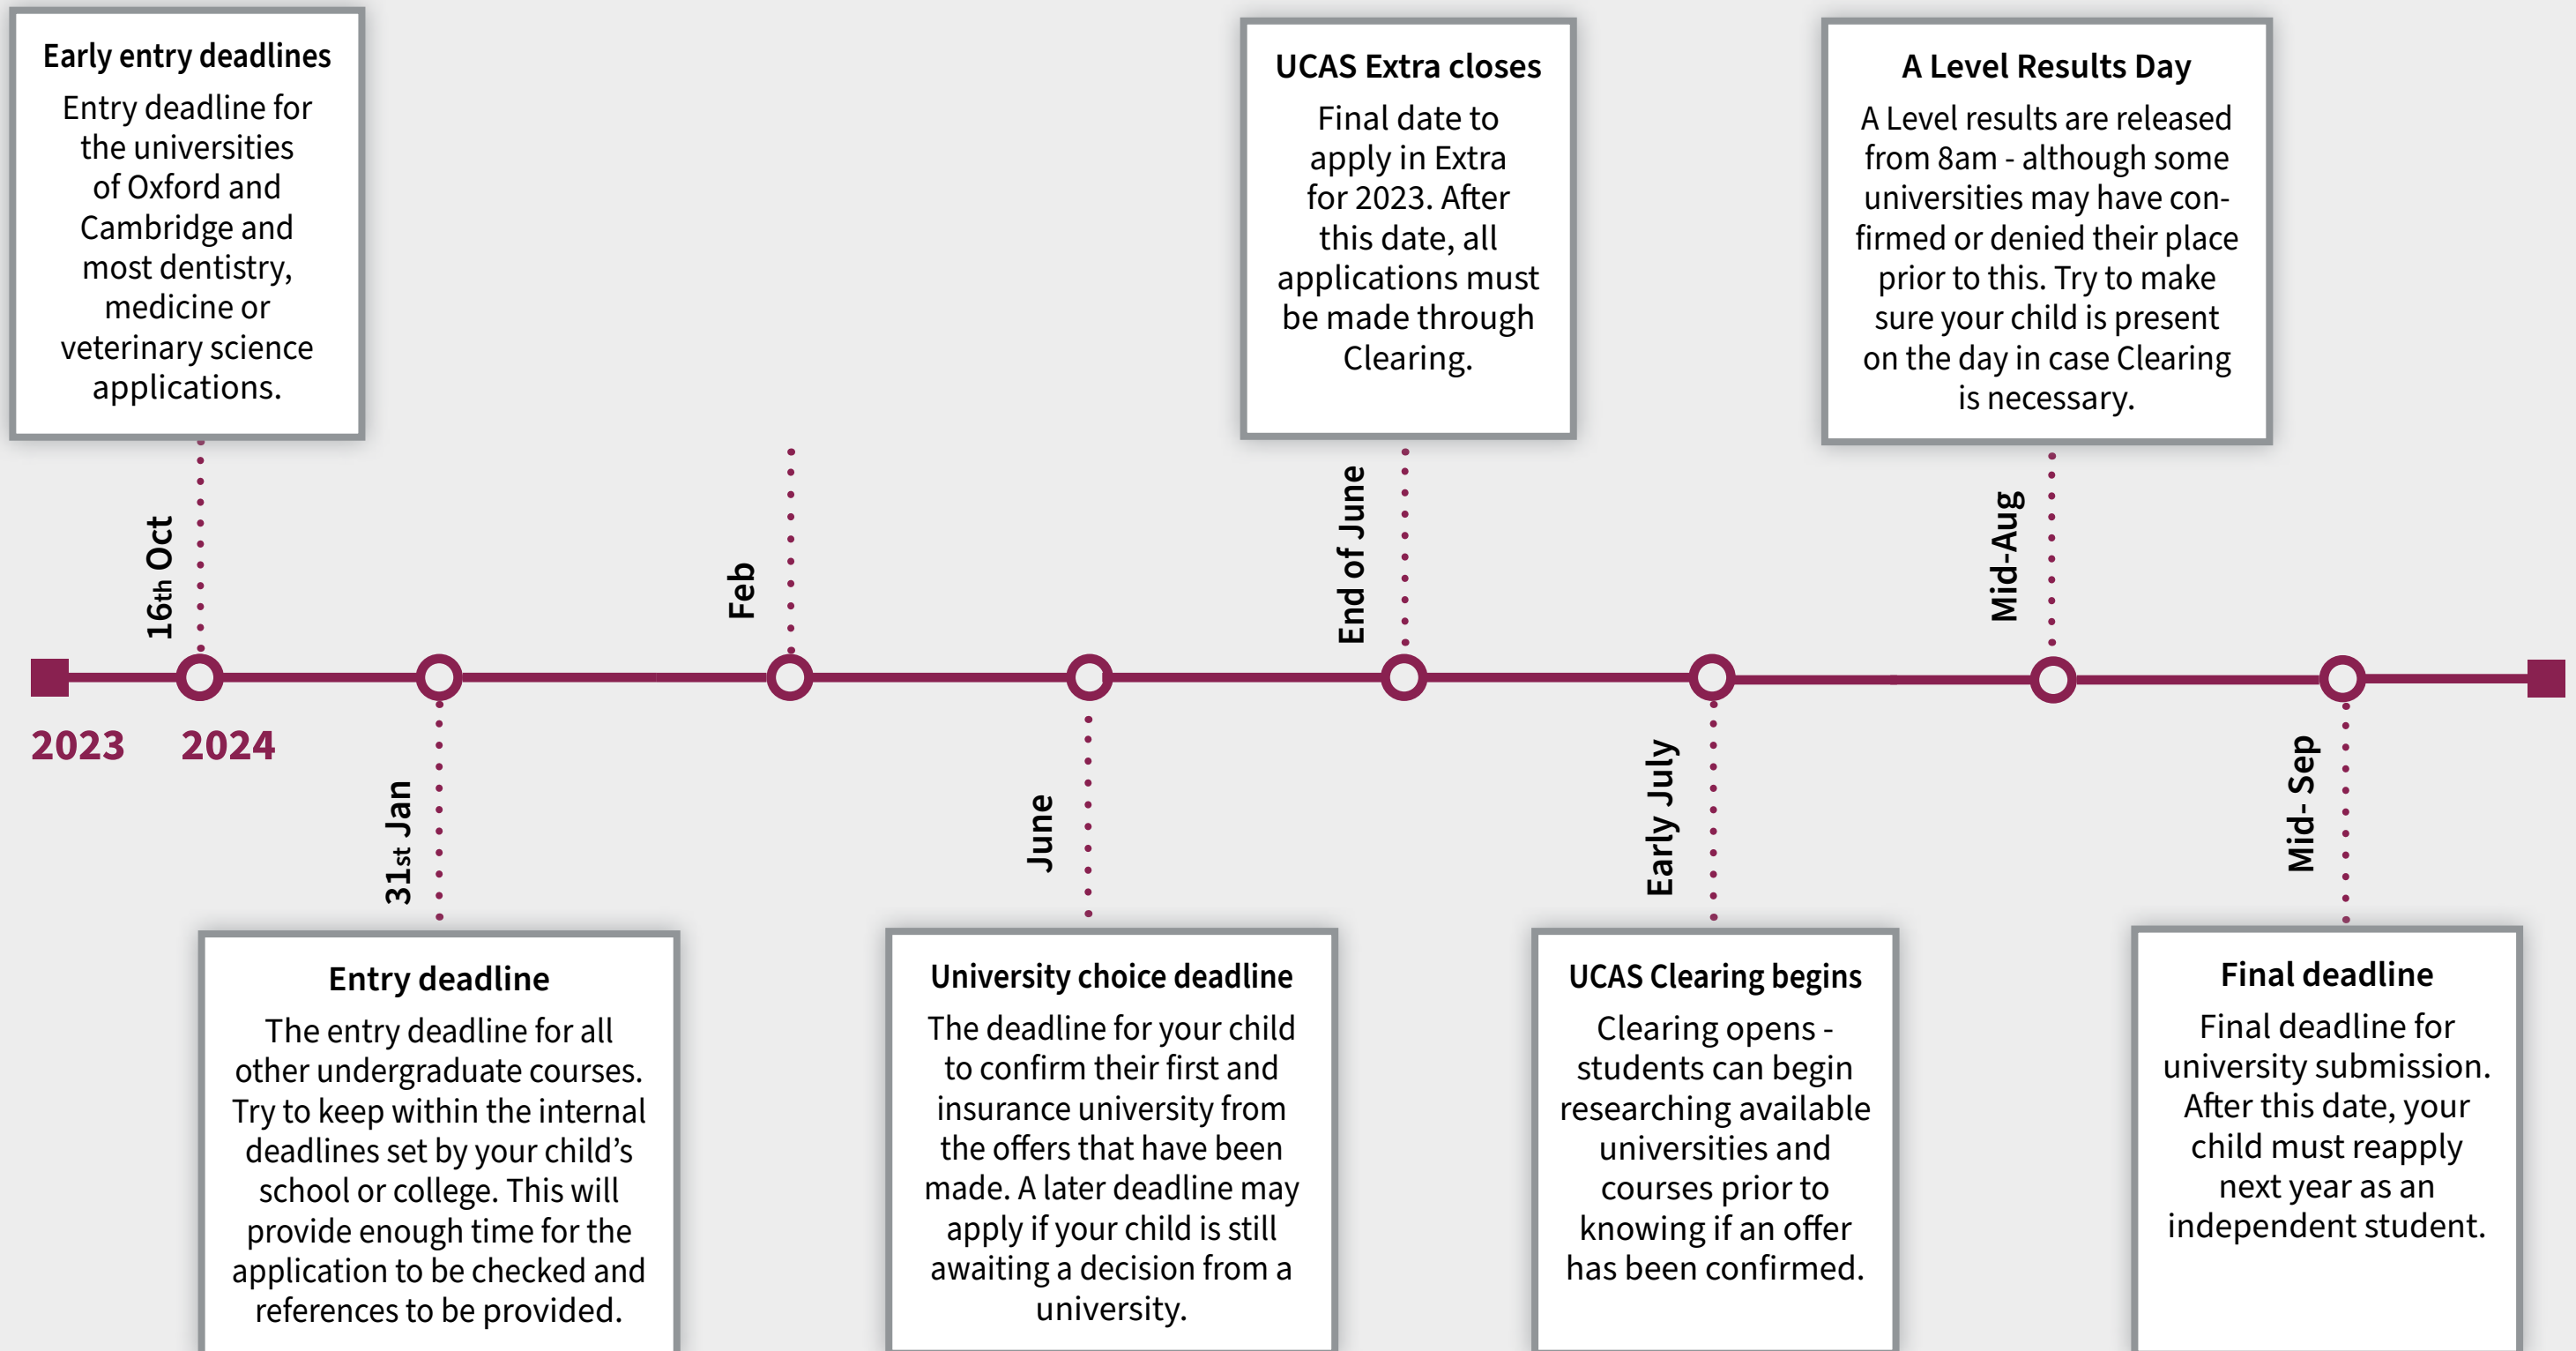 Early entry deadlines
Entry deadline for
the universities
of Oxford and
Cambridge and
most dentistry,
medicine or
veterinary science
applications.
UCAS Extra closes
Final date to
apply in Extra
for 2023. After
this date, all
applications must
be made through
Clearing.
A Level Results Day
A Level results are released
from 8am - although some
universities may have con-
firmed or denied their place
prior to this. Try to make
sure your child is present
on the day in case Clearing
is necessary.
16th Oct
Feb
End of June
Mid-Aug
2023
2024
31st Jan
June
Early July
Mid- Sep
Entry deadline
The entry deadline for all
other undergraduate courses.
Try to keep within the internal
deadlines set by your child’s
school or college. This will
provide enough time for the
application to be checked and
references to be provided.
University choice deadline
The deadline for your child
to confirm their first and
insurance university from
the offers that have been
made. A later deadline may
apply if your child is still
awaiting a decision from a
university.
UCAS Clearing begins
Clearing opens -
students can begin
researching available
universities and
courses prior to
knowing if an offer
has been confirmed.
Final deadline
Final deadline for
university submission.
After this date, your
child must reapply
next year as an
independent student.